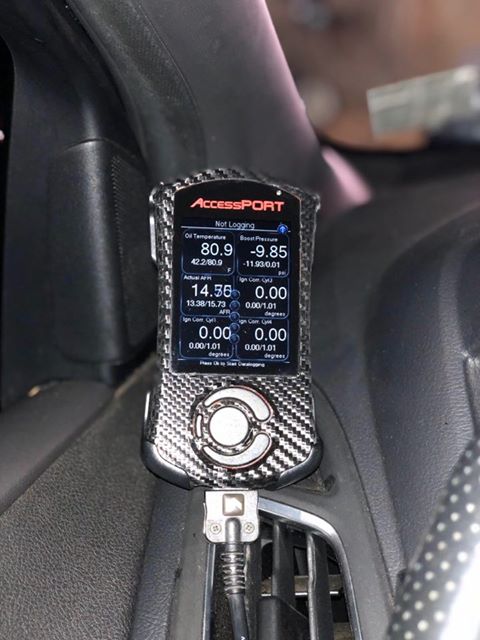 AccessPORT
Not Logging
Oil Temperature
80.9
42.2/80.9
F
Boost Pressure
-9.85
-11.93/0.01
psi
Actual AFR
13.38/15.73
AFR
Ign Corr. Cyl3
0.00
0.00/1.01
degrees
Ign Corr. Cyl1
0.00
0.00/1.01
degrees
Ign Corr. Cyl4
0.00
0.00/1.01
degrees
Press Ok to Start Datalogging